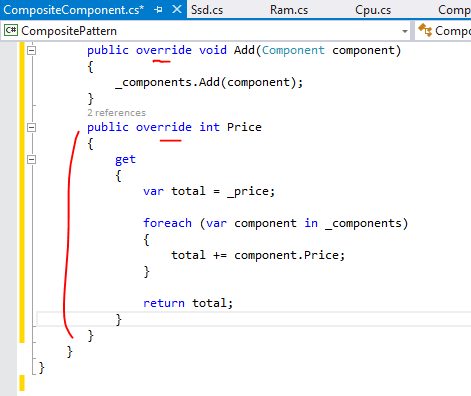 CompositeComponent.cs* Ssd.cs Ram.cs Cpu.cs Comp
C# CompositePattern Compo
public override void Add(Component component)
{
_components.Add(component);
}
2 references
public override int Price
{
get
{
var total = _price;
foreach (var component in _components)
{
total += component.Price;
}
return total;
}
}
}
}